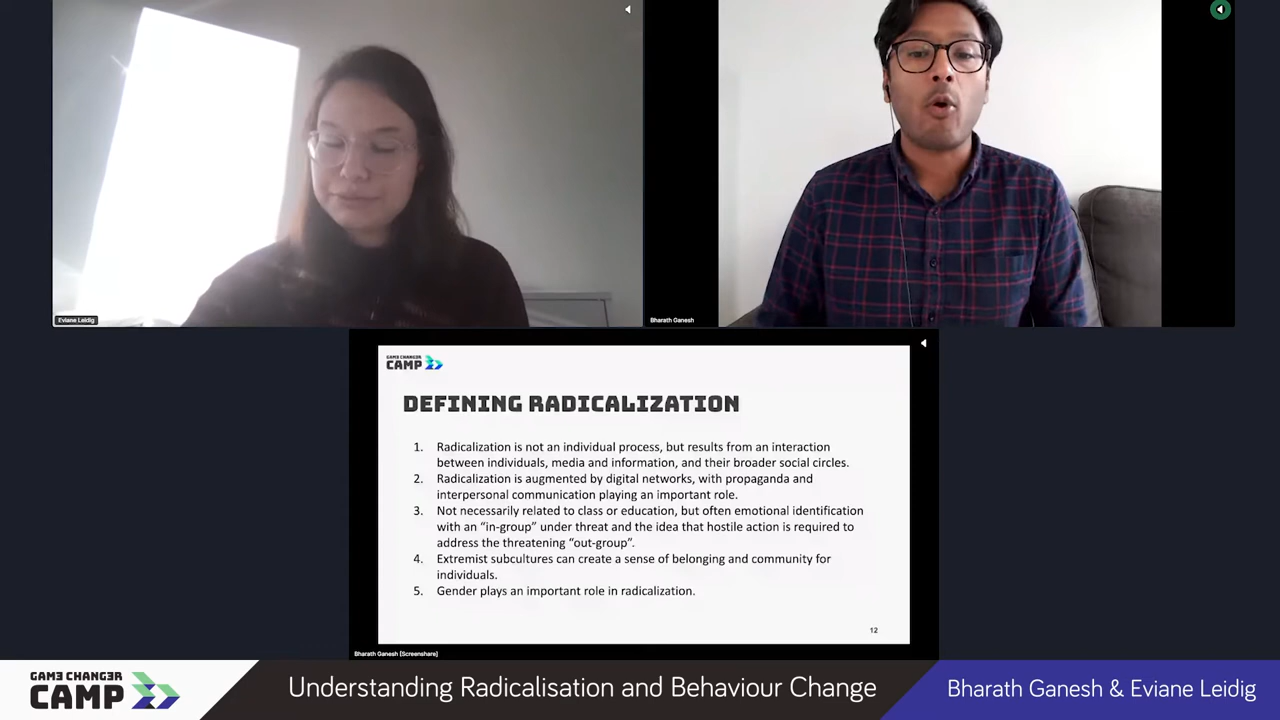 Eviane Leidig
Bharath Ganesh
GAME CHANGER
CAMP
DEFINING RADICALIZATION
1. Radicalization is not an individual process, but results from an interaction
between individuals, media and information, and their broader social circles.
2. Radicalization is augmented by digital networks, with propaganda and
interpersonal communication playing an important role.
3. Not necessarily related to class or education, but often emotional identification
with an “in-group” under threat and the idea that hostile action is required to
address the threatening “out-group”.
4. Extremist subcultures can create a sense of belonging and community for
individuals.
5. Gender plays an important role in radicalization.
12
Bharath Ganesh [Screenshare]
GAME CHANGER
CAMP
Understanding Radicalisation and Behaviour Change
Bharath Ganesh & Eviane Leidig